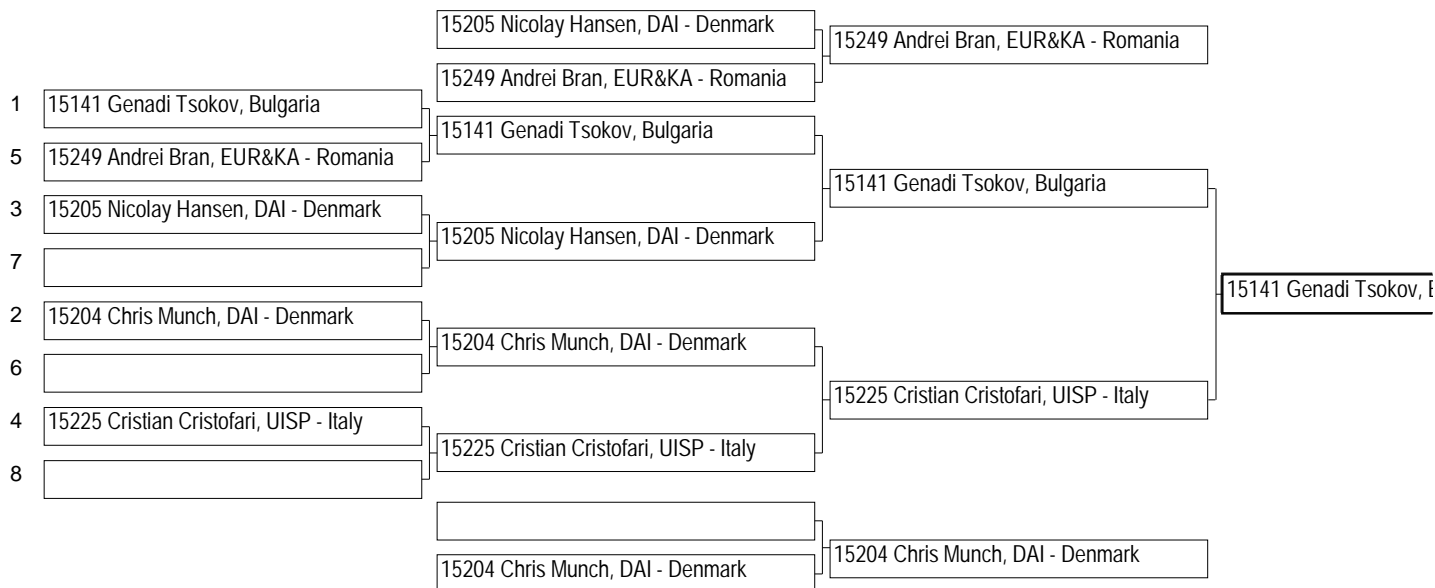 15205 Nicolay Hansen, DAI - Denmark
15249 Andrei Bran, EUR&KA - Romania
15249 Andrei Bran, EUR&KA - Romania
1 15141 Genadi Tsokov, Bulgaria
15141 Genadi Tsokov, Bulgaria
5 15249 Andrei Bran, EUR&KA - Romania
15141 Genadi Tsokov, Bulgaria
3 15205 Nicolay Hansen, DAI - Denmark
15205 Nicolay Hansen, DAI - Denmark
7
15141 Genadi Tsokov,
2 15204 Chris Munch, DAI - Denmark
15204 Chris Munch, DAI - Denmark
6
15225 Cristian Cristofari, UISP - Italy
4 15225 Cristian Cristofari, UISP - Italy
15225 Cristian Cristofari, UISP - Italy
8
15204 Chris Munch, DAI - Denmark
15204 Chris Munch, DAI - Denmark